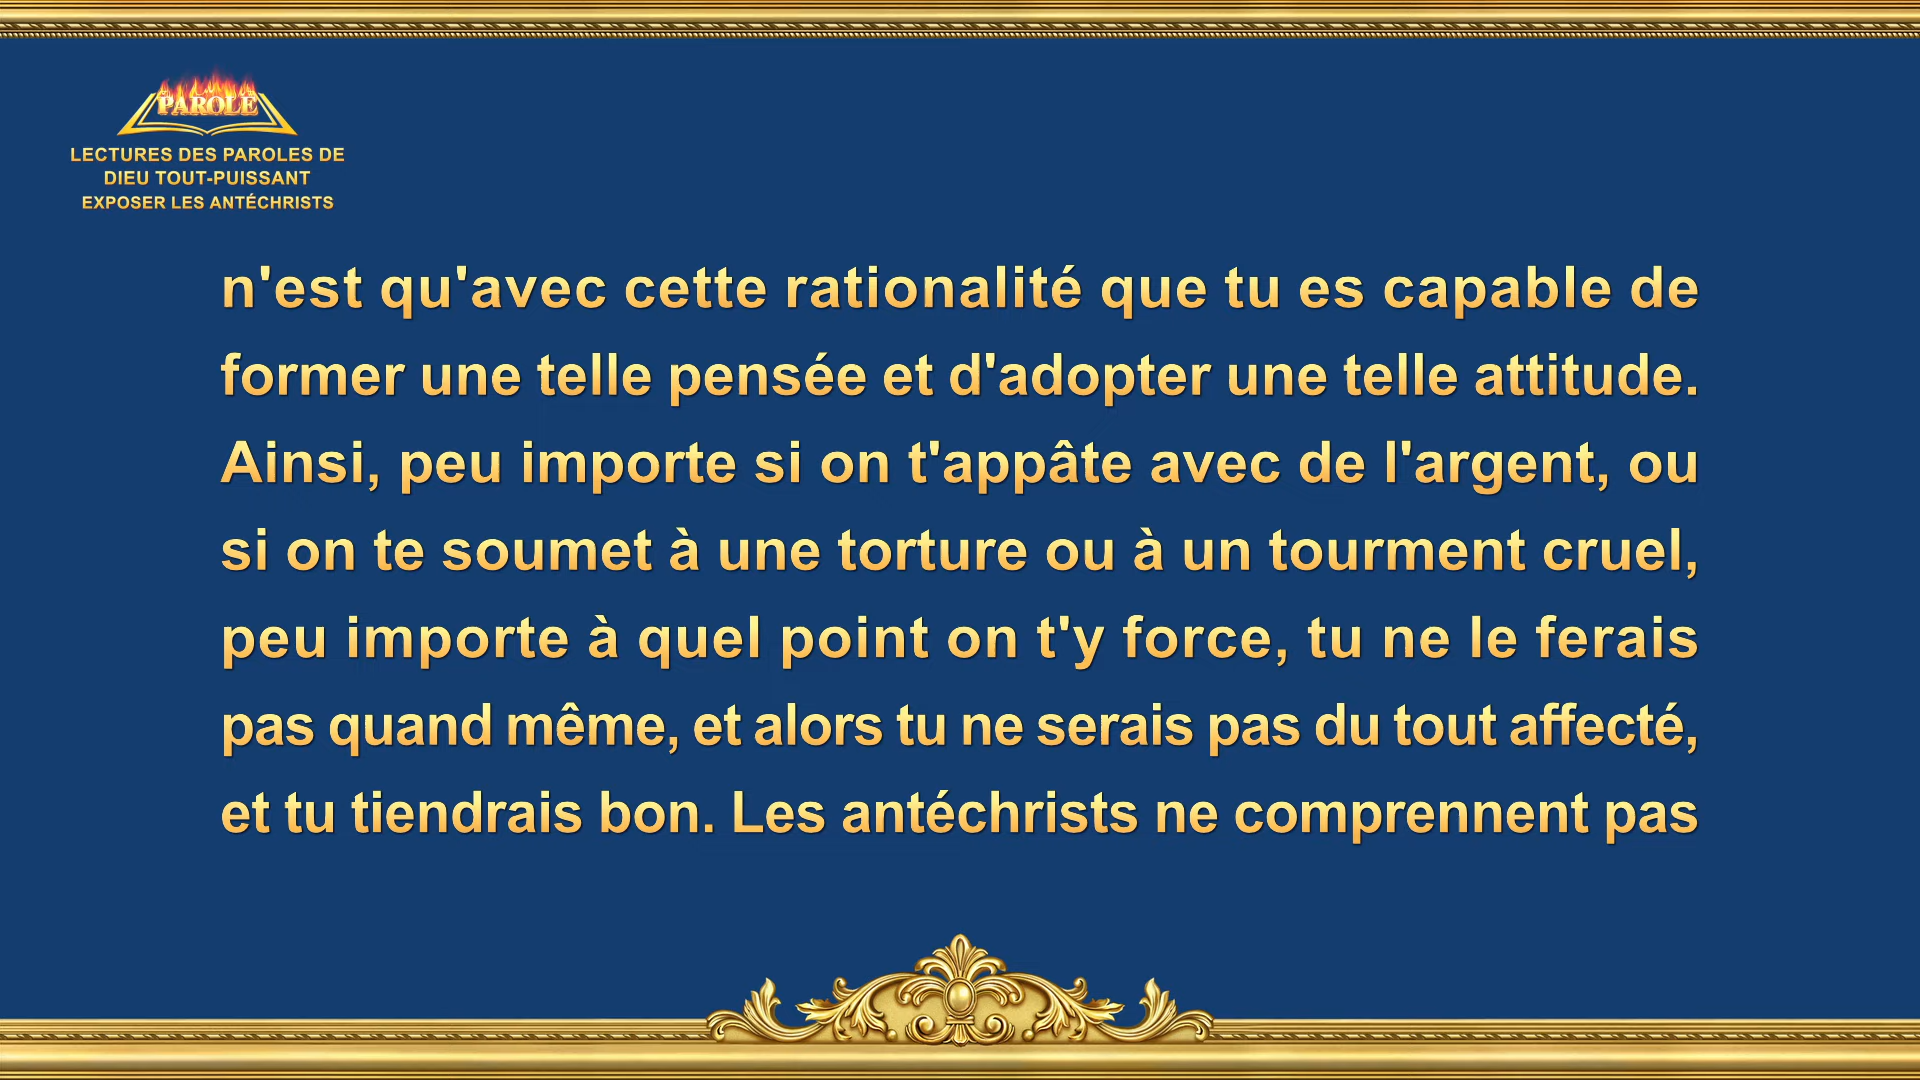 PAROLE
LECTURES DES PAROLES DE
DIEU TOUT-PUISSANT
EXPOSER LES ANTÉCHRISTS
n'est qu'avec cette rationalité que tu es capable de
former une telle pensée et d'adopter une telle attitude.
Ainsi, peu importe si on t'appâte avec de l'argent, ou
si on te soumet à une torture ou à un tourment cruel,
peu importe à quel point on t'y force, tu ne le ferais
pas quand même, et alors tu ne serais pas du tout affecté,
et tu tiendrais bon. Les antéchrists ne comprennent pas